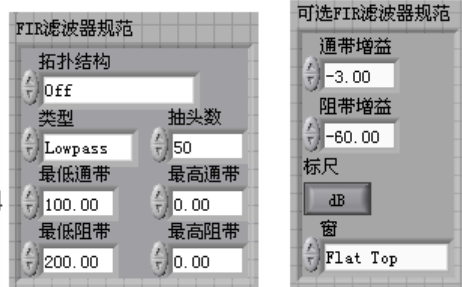 FIR滤波器规范
拓扑结构
Off
类型 抽头数
Lowpass 50
最低通带 最高通带
100.00 0.00
最低阻带 最高阻带
200.00 0.00
可选FIR滤波器规范
通带增益
-3.00
阻带增益
-60.00
标尺
dB
窗
Flat Top